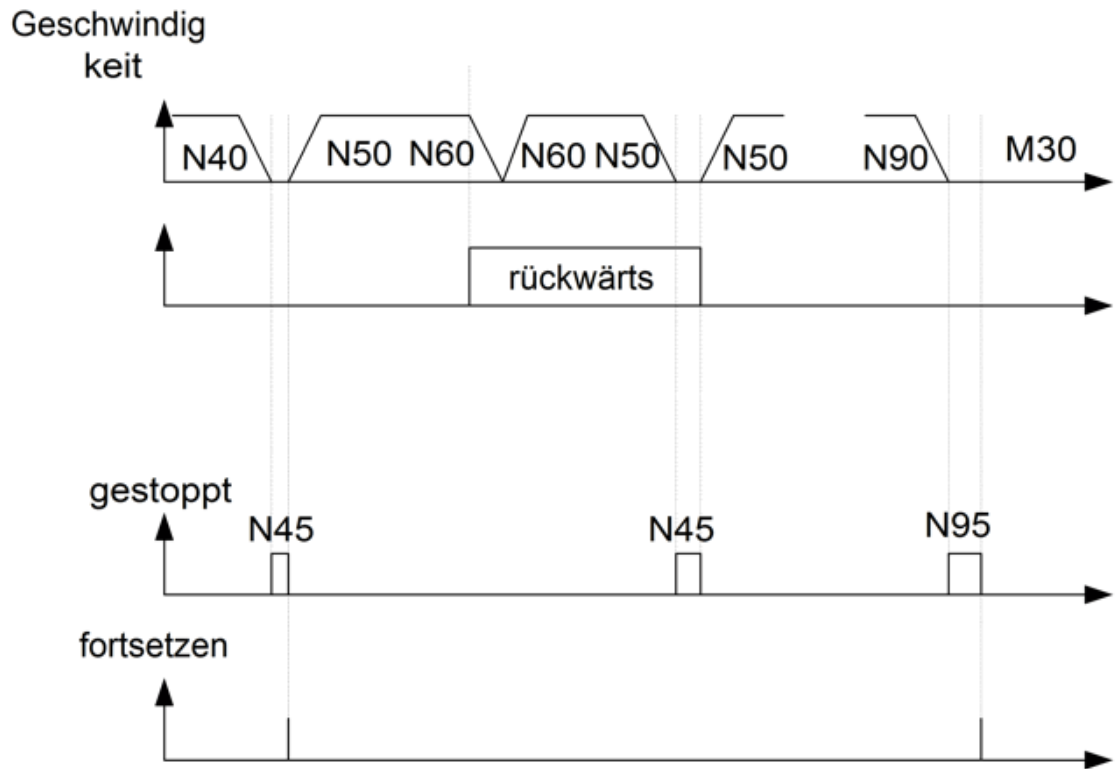 Geschwindig
keit
N40 N50 N60 N60 N50 N50 N90 M30
rückwärts
gestoppt
N45 N45 N95
fortsetzen